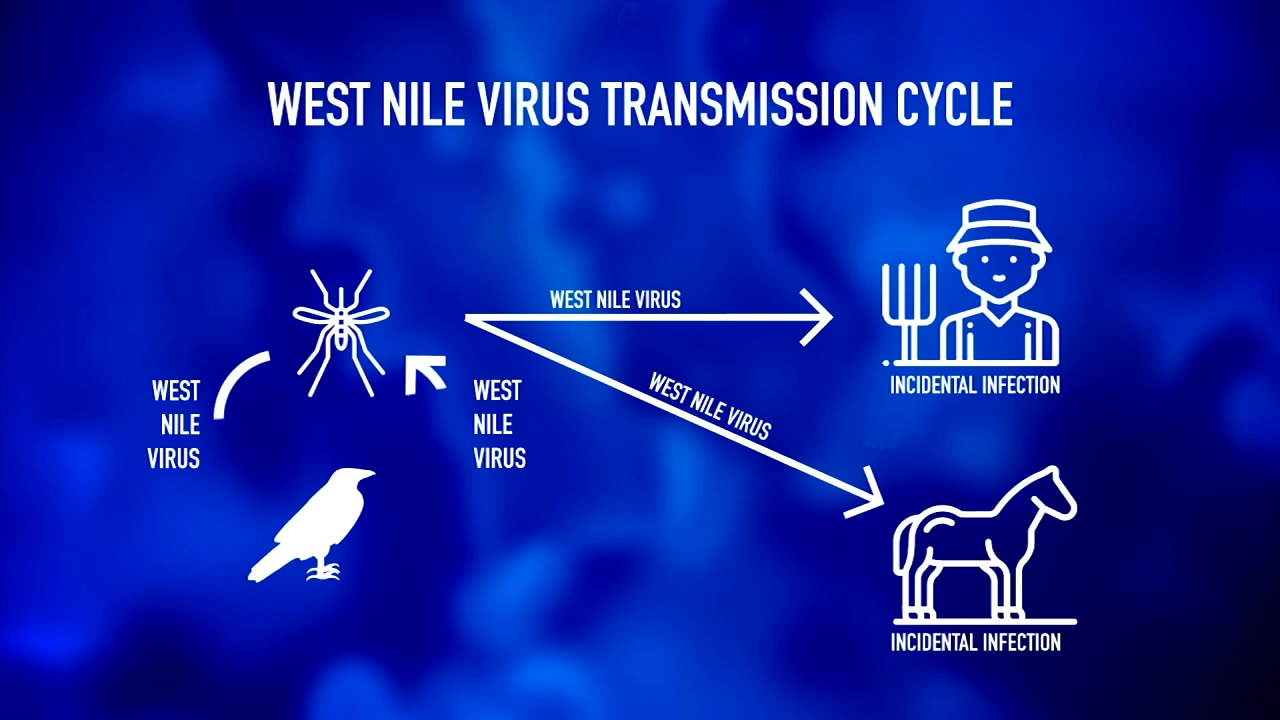 WEST NILE VIRUS TRANSMISSION CYCLE
WEST NILE VIRUS
INCIDENTAL INFECTION
WEST
NILE
VIRUS
WEST
NILE
VIRUS
WEST NILE VIRUS
INCIDENTAL INFECTION